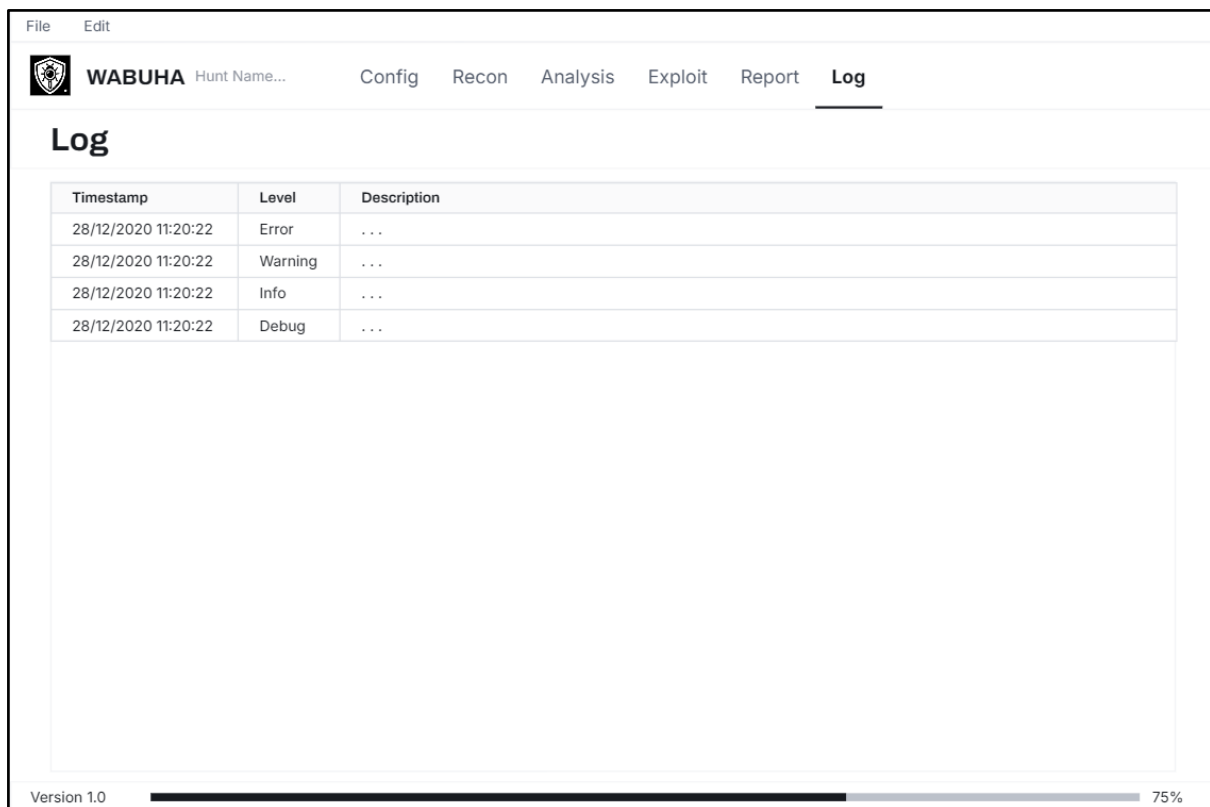 File Edit
WABUHA Hunt Name... Config Recon Analysis Exploit Report Log
Log
Timestamp Level Description
28/12/2020 11:20:22 Error . . .
28/12/2020 11:20:22 Warning . . .
28/12/2020 11:20:22 Info . . .
28/12/2020 11:20:22 Debug . . .
Version 1.0 75%